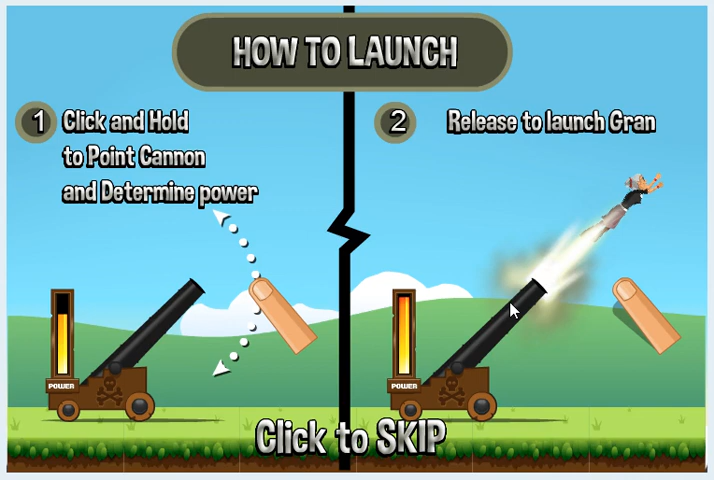 HOW TO LAUNCH
1 Click and Hold
to Point Cannon
and Determine power
2 Release to launch Gran
POWER
POWER
Click to SKIP